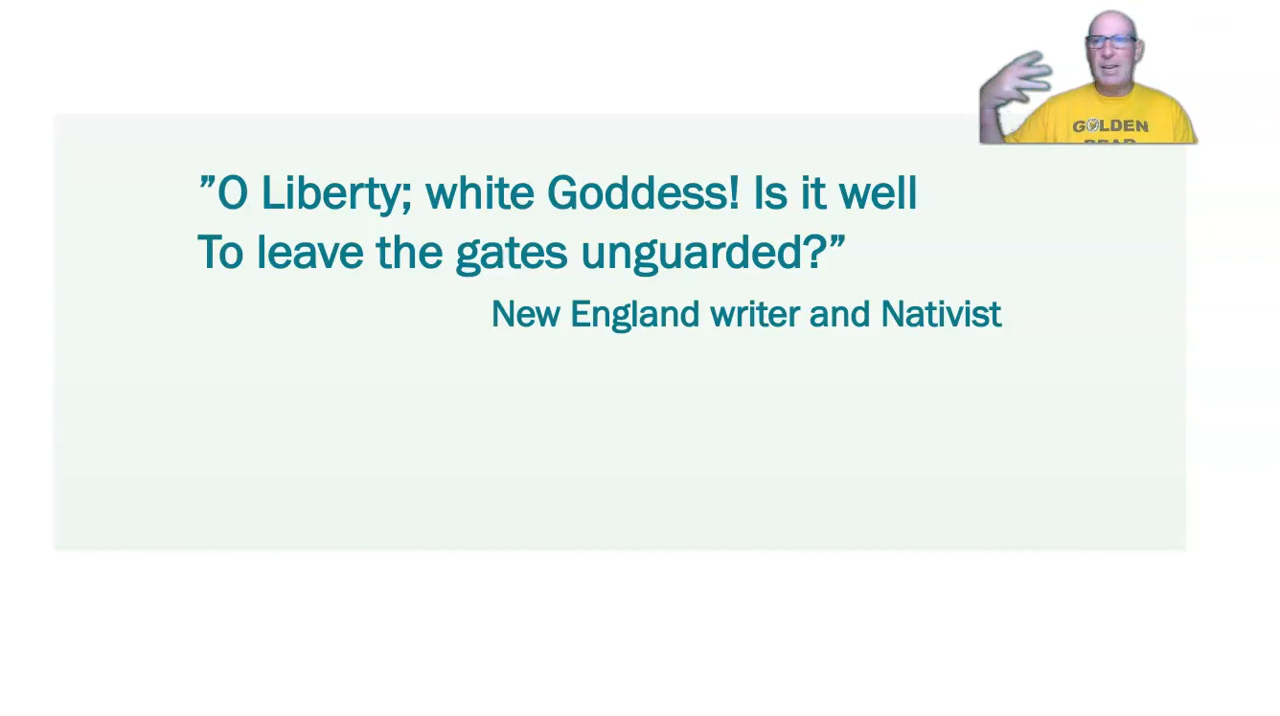 ”O Liberty; white Goddess! Is it well
To leave the gates unguarded?”
New England writer and Nativist
GOLDEN